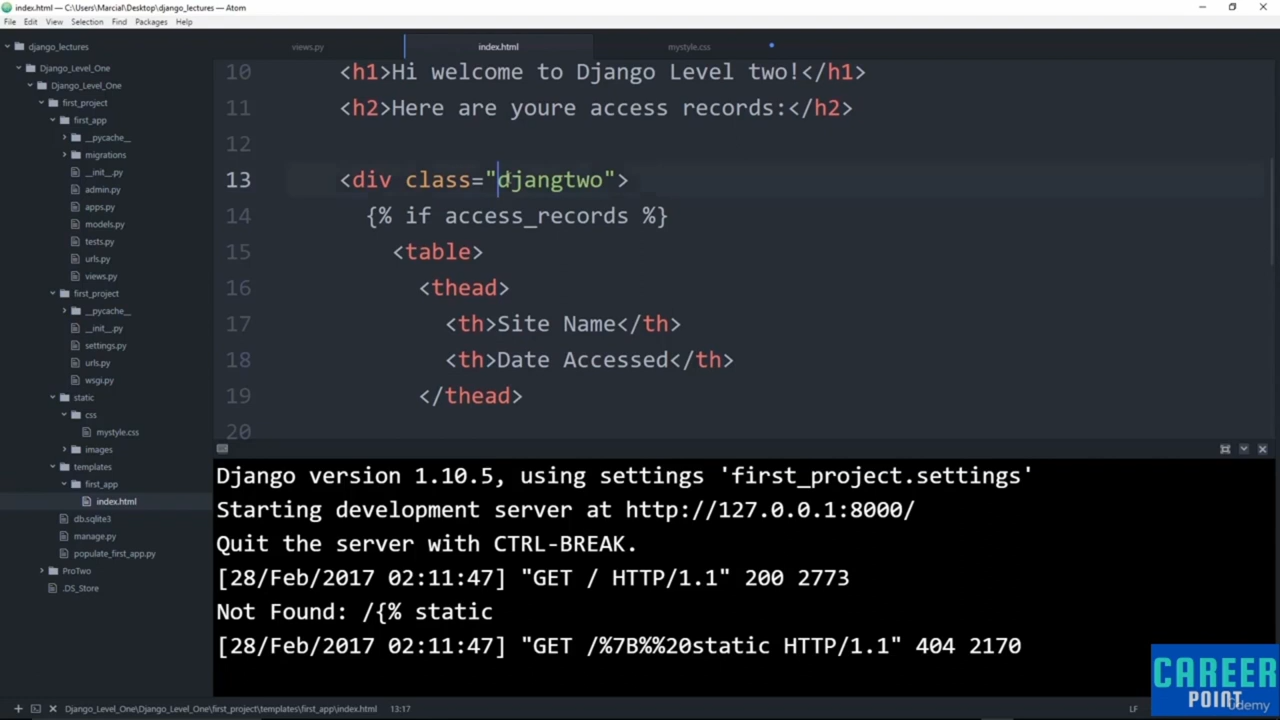 index.html — C:\Users\Marcial\Desktop\django_lectures — Atom
File Edit View Selection Find Packages Help
django_lectures
Django_Level_One
Django_Level_One
first_project
first_app
__pycache__
migrations
__init__.py
admin.py
apps.py
models.py
tests.py
urls.py
views.py
first_project
__pycache__
__init__.py
settings.py
urls.py
wsgi.py
static
css
mystyle.css
images
templates
first_app
index.html
db.sqlite3
manage.py
populate_first_app.py
ProTwo
.DS_Store
views.py index.html mystyle.css
10 <h1>Hi welcome to Django Level two!</h1>
11 <h2>Here are youre access records:</h2>
12
13 <div class="djangtwo">
14 {% if access_records %}
15 <table>
16 <thead>
17 <th>Site Name</th>
18 <th>Date Accessed</th>
19 </thead>
20
Django version 1.10.5, using settings 'first_project.settings'
Starting development server at http://127.0.0.1:8000/
Quit the server with CTRL-BREAK.
[28/Feb/2017 02:11:47] "GET / HTTP/1.1" 200 2773
Not Found: /{% static
[28/Feb/2017 02:11:47] "GET /%7B%%20static HTTP/1.1" 404 2170
Django_Level_One\Django_Level_One\first_project\templates\first_app\index.html 13:17 LF
CAREER
POINT
Udemy